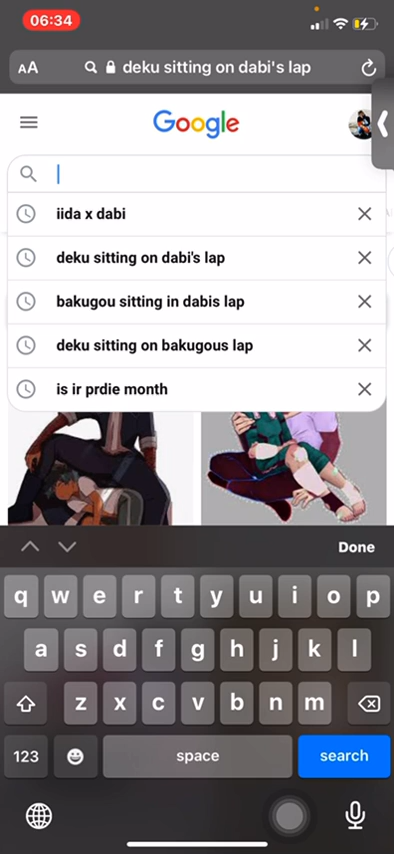 06:34
AA deku sitting on dabi's lap
Google
iida x dabi
deku sitting on dabi's lap
bakugou sitting in dabis lap
deku sitting on bakugous lap
is ir prdie month
Done
q w e r t y u i o p
a s d f g h j k l
z x c v b n m
123 space search